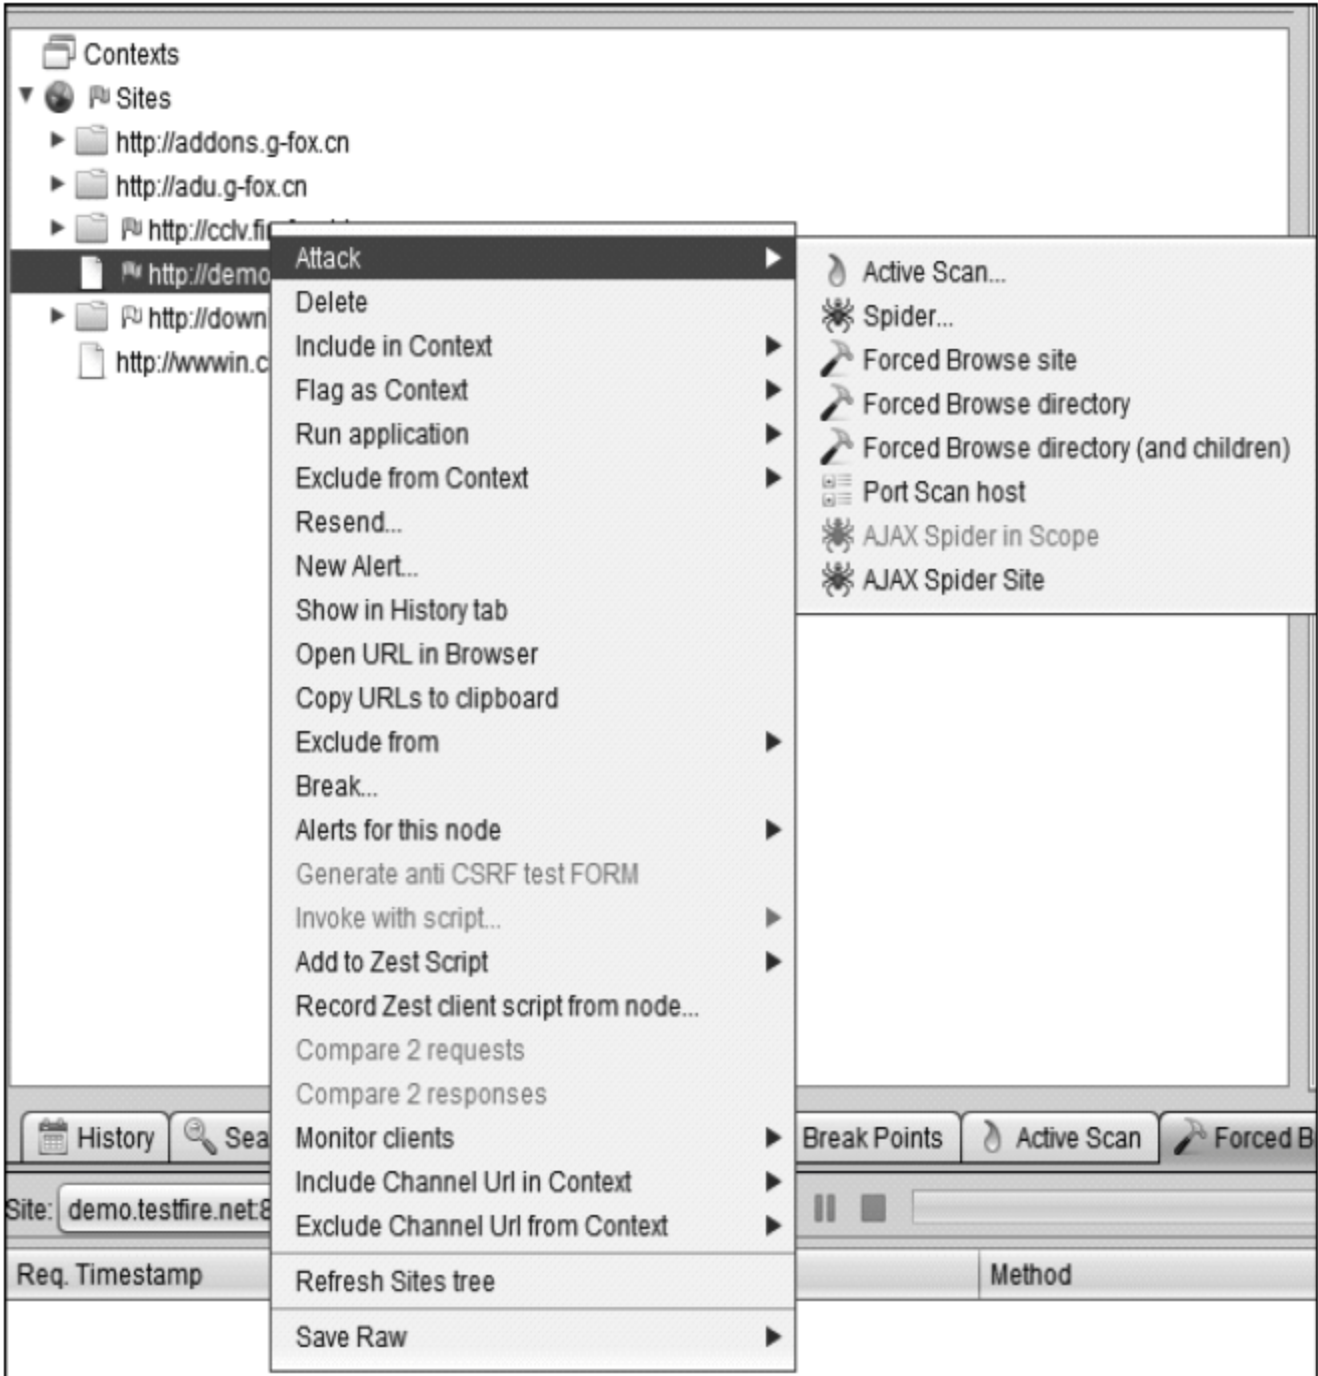 Contexts
Sites
http://addons.g-fox.cn
http://adu.g-fox.cn
http://cclv.fi
http://demo
http://down
http://wwwin.c
Attack
Delete
Include in Context
Flag as Context
Run application
Exclude from Context
Resend...
New Alert...
Show in History tab
Open URL in Browser
Copy URLs to clipboard
Exclude from
Break...
Alerts for this node
Generate anti CSRF test FORM
Invoke with script...
Add to Zest Script
Record Zest client script from node...
Compare 2 requests
Compare 2 responses
Monitor clients
Include Channel Url in Context
Exclude Channel Url from Context
Refresh Sites tree
Save Raw
Active Scan...
Spider...
Forced Browse site
Forced Browse directory
Forced Browse directory (and children)
Port Scan host
AJAX Spider in Scope
AJAX Spider Site
History Sea Break Points Active Scan Forced B
Site: demo.testfire.net:8
Req. Timestamp Method